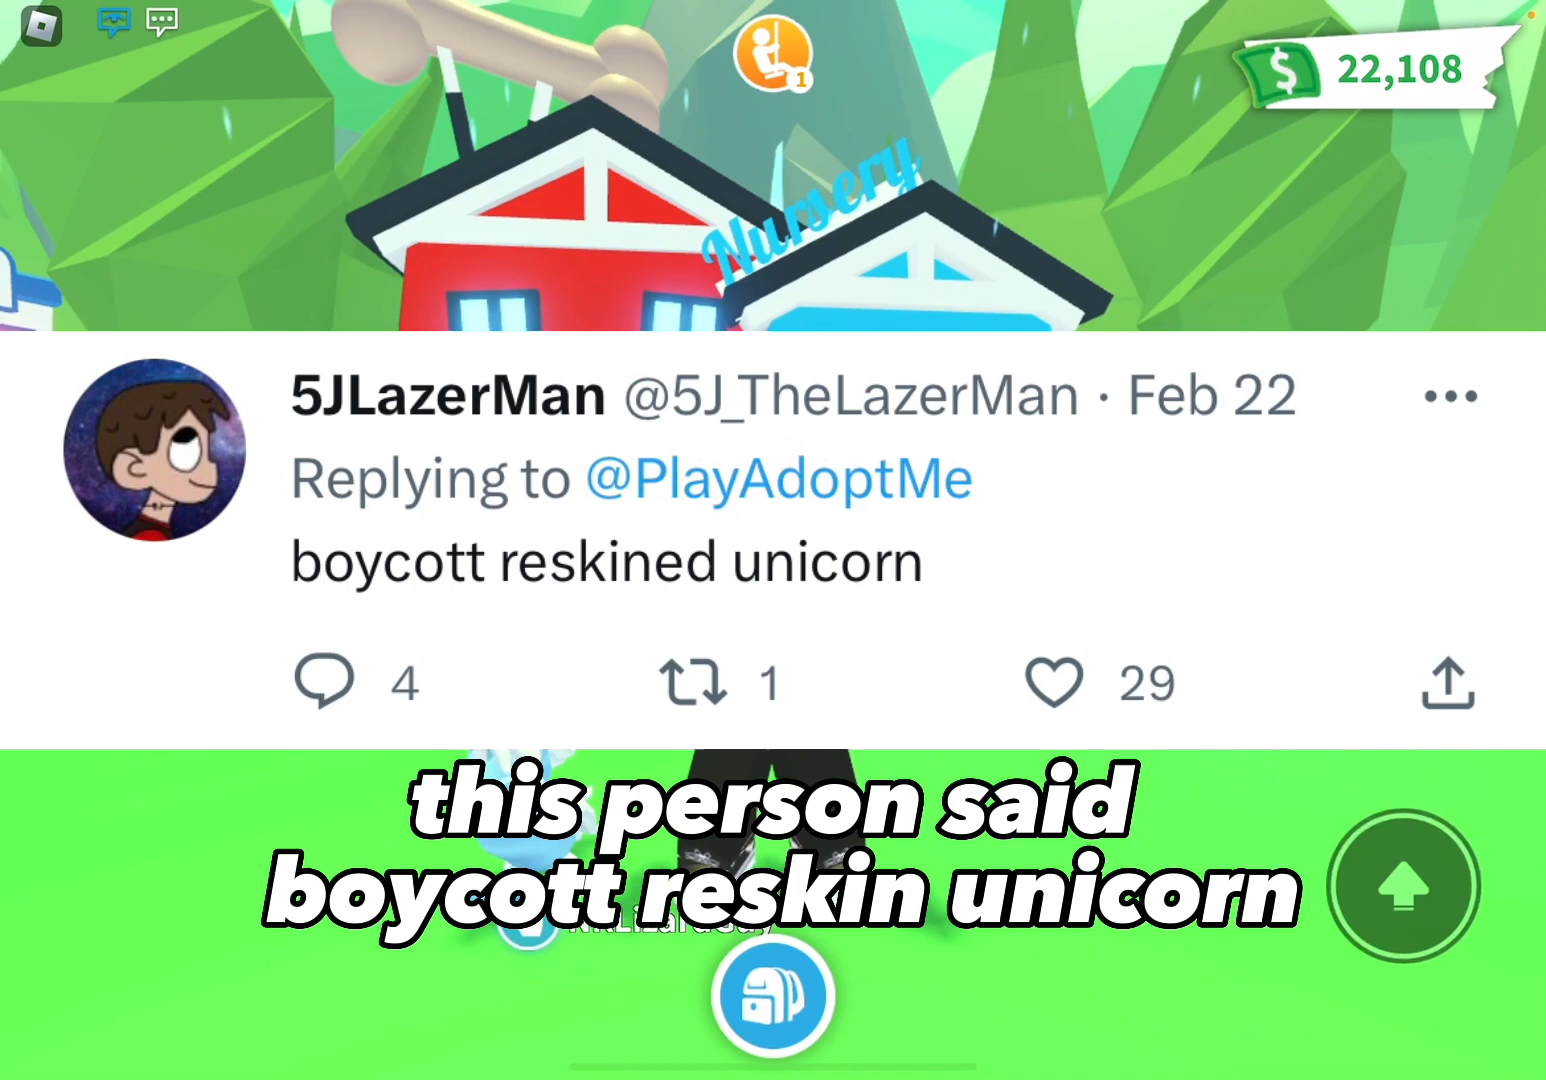 1
22,108
Nursery
5JLazerMan @5J_TheLazerMan · Feb 22
Replying to @PlayAdoptMe
boycott reskined unicorn
4 1 29
this person said
boycott reskin unicorn